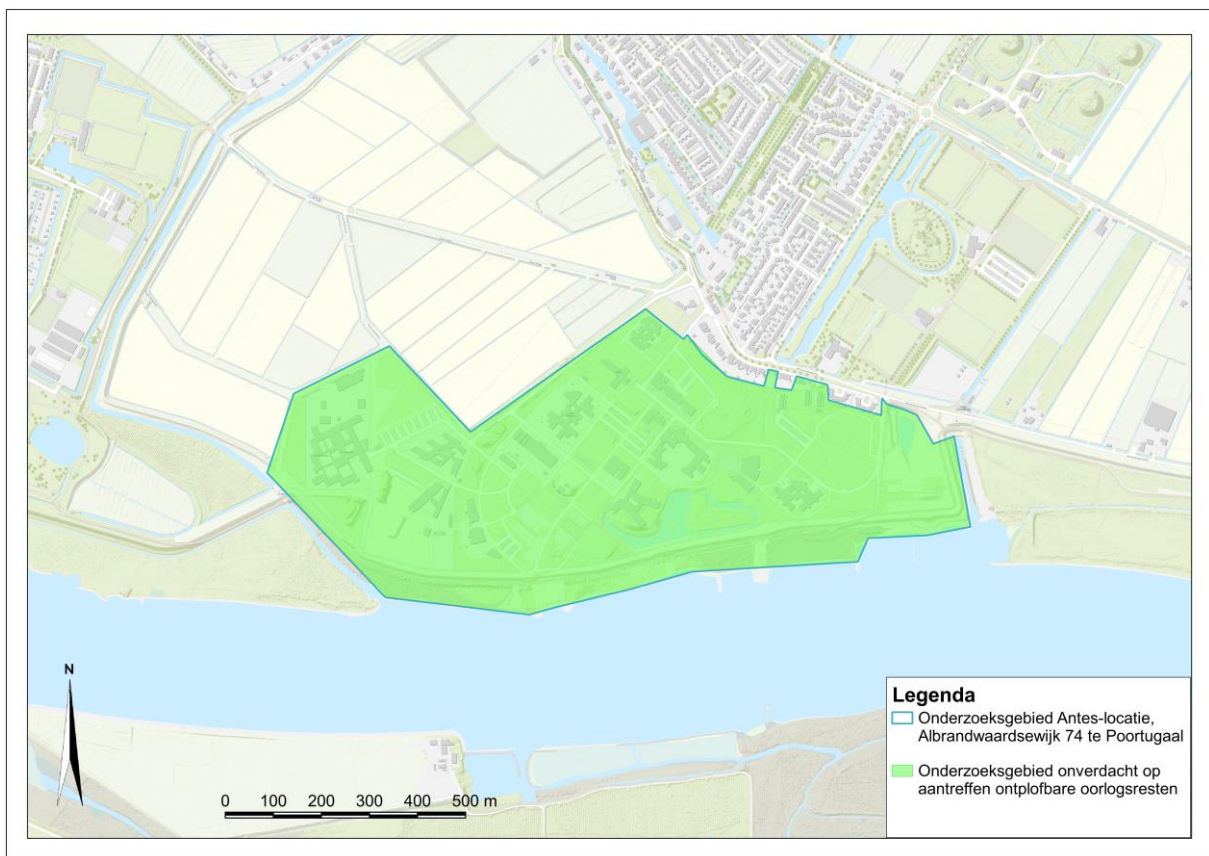 N
0 100 200 300 400 500 m
Legenda
Onderzoeksgebied Antes-locatie,
Albrandwaardsewijk 74 te Poortugaal
Onderzoeksgebied onverdacht op
aantreffen ontplofbare oorlogsresten